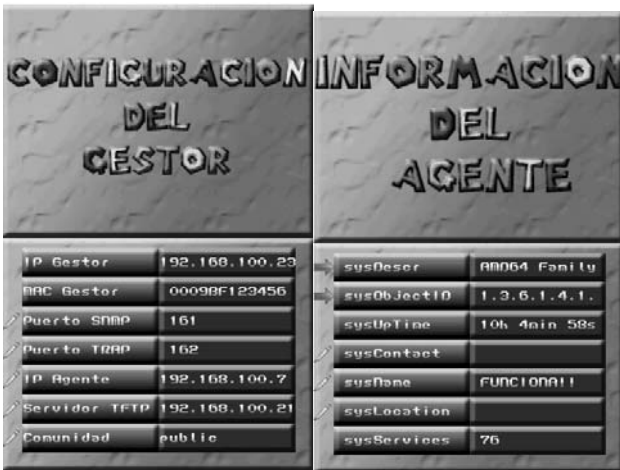 CONFIGURACION
DEL
GESTOR
IP Gestor 192.168.100.23
MAC Gestor 00098F123456
Puerto SNMP 161
Puerto TRAP 162
IP Agente 192.168.100.7
Servidor TFTP 192.168.100.21
Comunidad public
INFORMACION
DEL
AGENTE
sysDescr AMD64 Family
sysObjectID 1.3.6.1.4.1.
sysUpTime 10h 4min 58s
sysContact
sysName FUNCIONA!!
sysLocation
sysServices 76